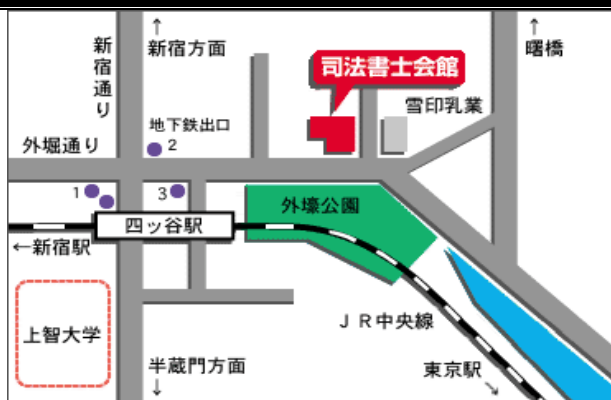 ↑
新宿方面
新宿通り
司法書士会館
↑
曙橋
雪印乳業
地下鉄出口
2
外堀通り
1
3
外壕公園
四ッ谷駅
←新宿駅
上智大学
JR中央線
半蔵門方面
↓
東京駅
↘